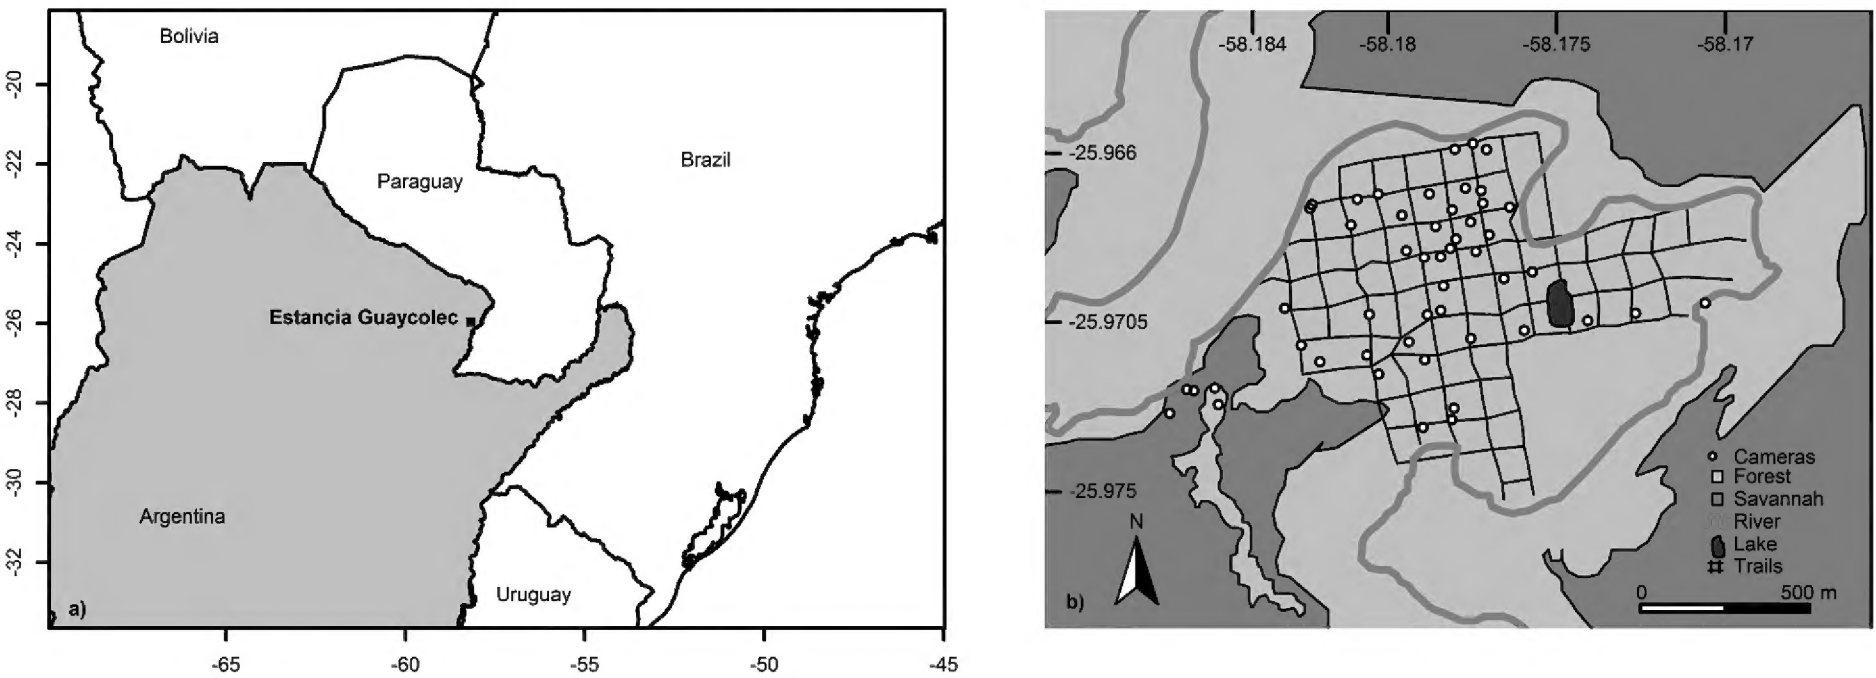 Bolivia
Brazil
Paraguay
Estancia Guaycolec
Argentina
Uruguay
a)
-20
-22
-24
-26
-28
-30
-32
-65
-60
-55
-50
-45
-58.184
-58.18
-58.175
-58.17
-25.966
-25.9705
-25.975
N
b)
Cameras
Forest
Savannah
River
Lake
Trails
0
500 m